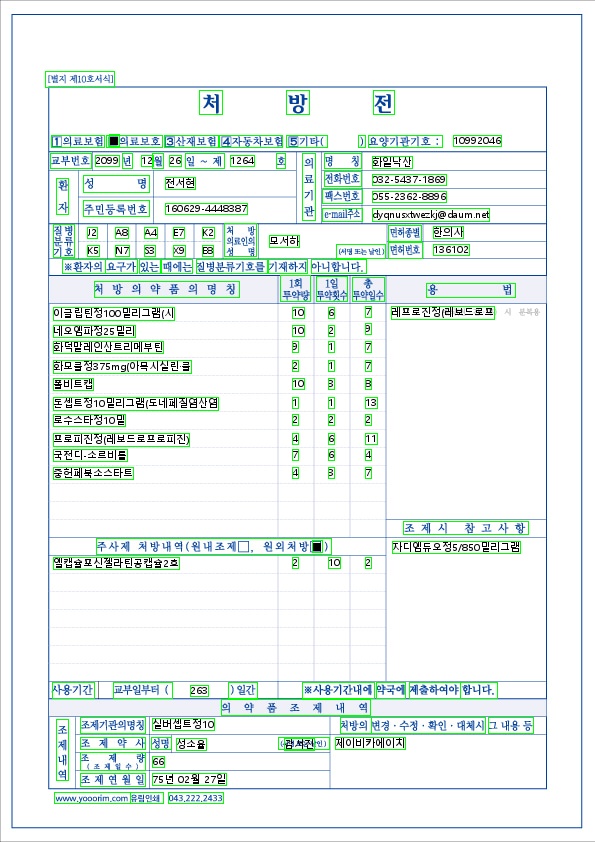 [별지 제10호서식]
처 방 전
1의료보험 ■의료보호 3산재보험 4자동차보험 5기타( ) 요양기관기호 : 10992046
교부번호 2099 년 12월 26 일 ~ 제 1264 호
환자 성 명 전서현
주민등록번호 160629-4448387
의료기관 명 칭 화일낙산
전화번호 032-5437-1869
팩스번호 055-2362-8896
e-mail주소 dyqnusxtwezkj@daum.net
질병분류기호 J2 A8 A4 E7 K2
K5 N7 S3 X9 B8
처 방 의료인의 성 명 모서하 (서명 또는 날인)
면허종별 한의사
면허번호 136102
※환자의 요구가 있는 때에는 질병분류기호를 기재하지 아니합니다.
처 방 의 약 품 의 명 칭 1회 투약량 1일 투약횟수 총 투약일수 용 법
이글립틴정100밀리그램(시 10 6 7 레프로진정(레보드로프 시 분복용
네오엠파정25밀리 10 2 9
화덕말레인산트리메부틴 9 1 7
화모클정375mg(아목시실린·클 2 1 7
폴비트캡 10 3 8
돈셉트정10밀리그램(도네페질염산염 1 1 13
로수스타정10밀 1 2 2
프로피진정(레보드로프로피진) 4 6 11
국전디-소르비톨 7 6 4
중헌페북소스타트 4 3 7
조 제 시 참 고 사 항
주사제 처방내역(원내조제□, 원외처방■)
자디앙듀오정5/850밀리그램
엘캡슐포신젤라틴공캡슐2호 2 10 2
사용기간 교부일부터 ( 263 ) 일간 ※사용기간내에 약국에 제출하여야 합니다.
의 약 품 조 제 내 역
조제내역 조제기관의명칭 실버셉트정10 처방의 변경·수정·확인·대체시 그 내용 등
조 제 약 사 성명 성소율 제이비카에이치
조 제 량 (조제일수) 66
조 제 연 월 일 75년 02월 27일
www.yooorim.com 유림인쇄 043.222.2433